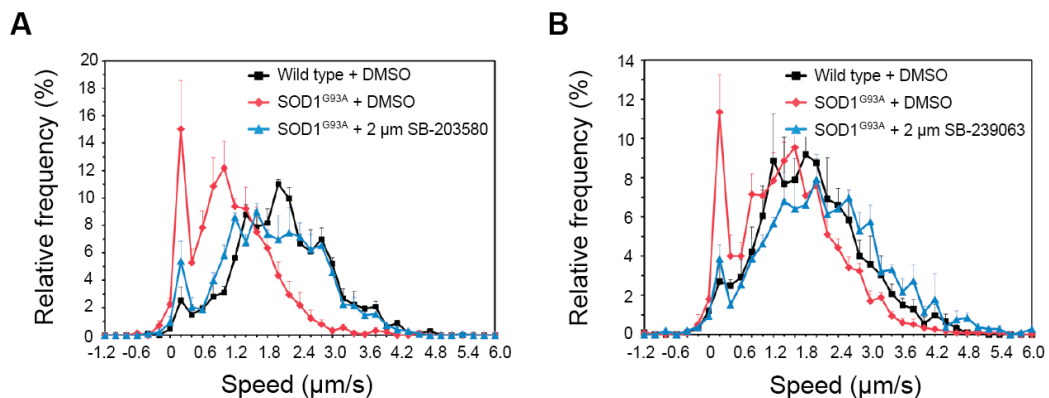 A
Relative frequency (%)
20
18
16
14
12
10
8
6
4
2
0
Wild type + DMSO
SOD1G93A + DMSO
SOD1G93A + 2 µm SB-203580
-1.2 -0.6 0 0.6 1.2 1.8 2.4 3.0 3.6 4.2 4.8 5.4 6.0
Speed (µm/s)
B
Relative frequency (%)
14
12
10
8
6
4
2
0
Wild type + DMSO
SOD1G93A + DMSO
SOD1G93A + 2 µm SB-239063
-1.2 -0.6 0 0.6 1.2 1.8 2.4 3.0 3.6 4.2 4.8 5.4 6.0
Speed (µm/s)